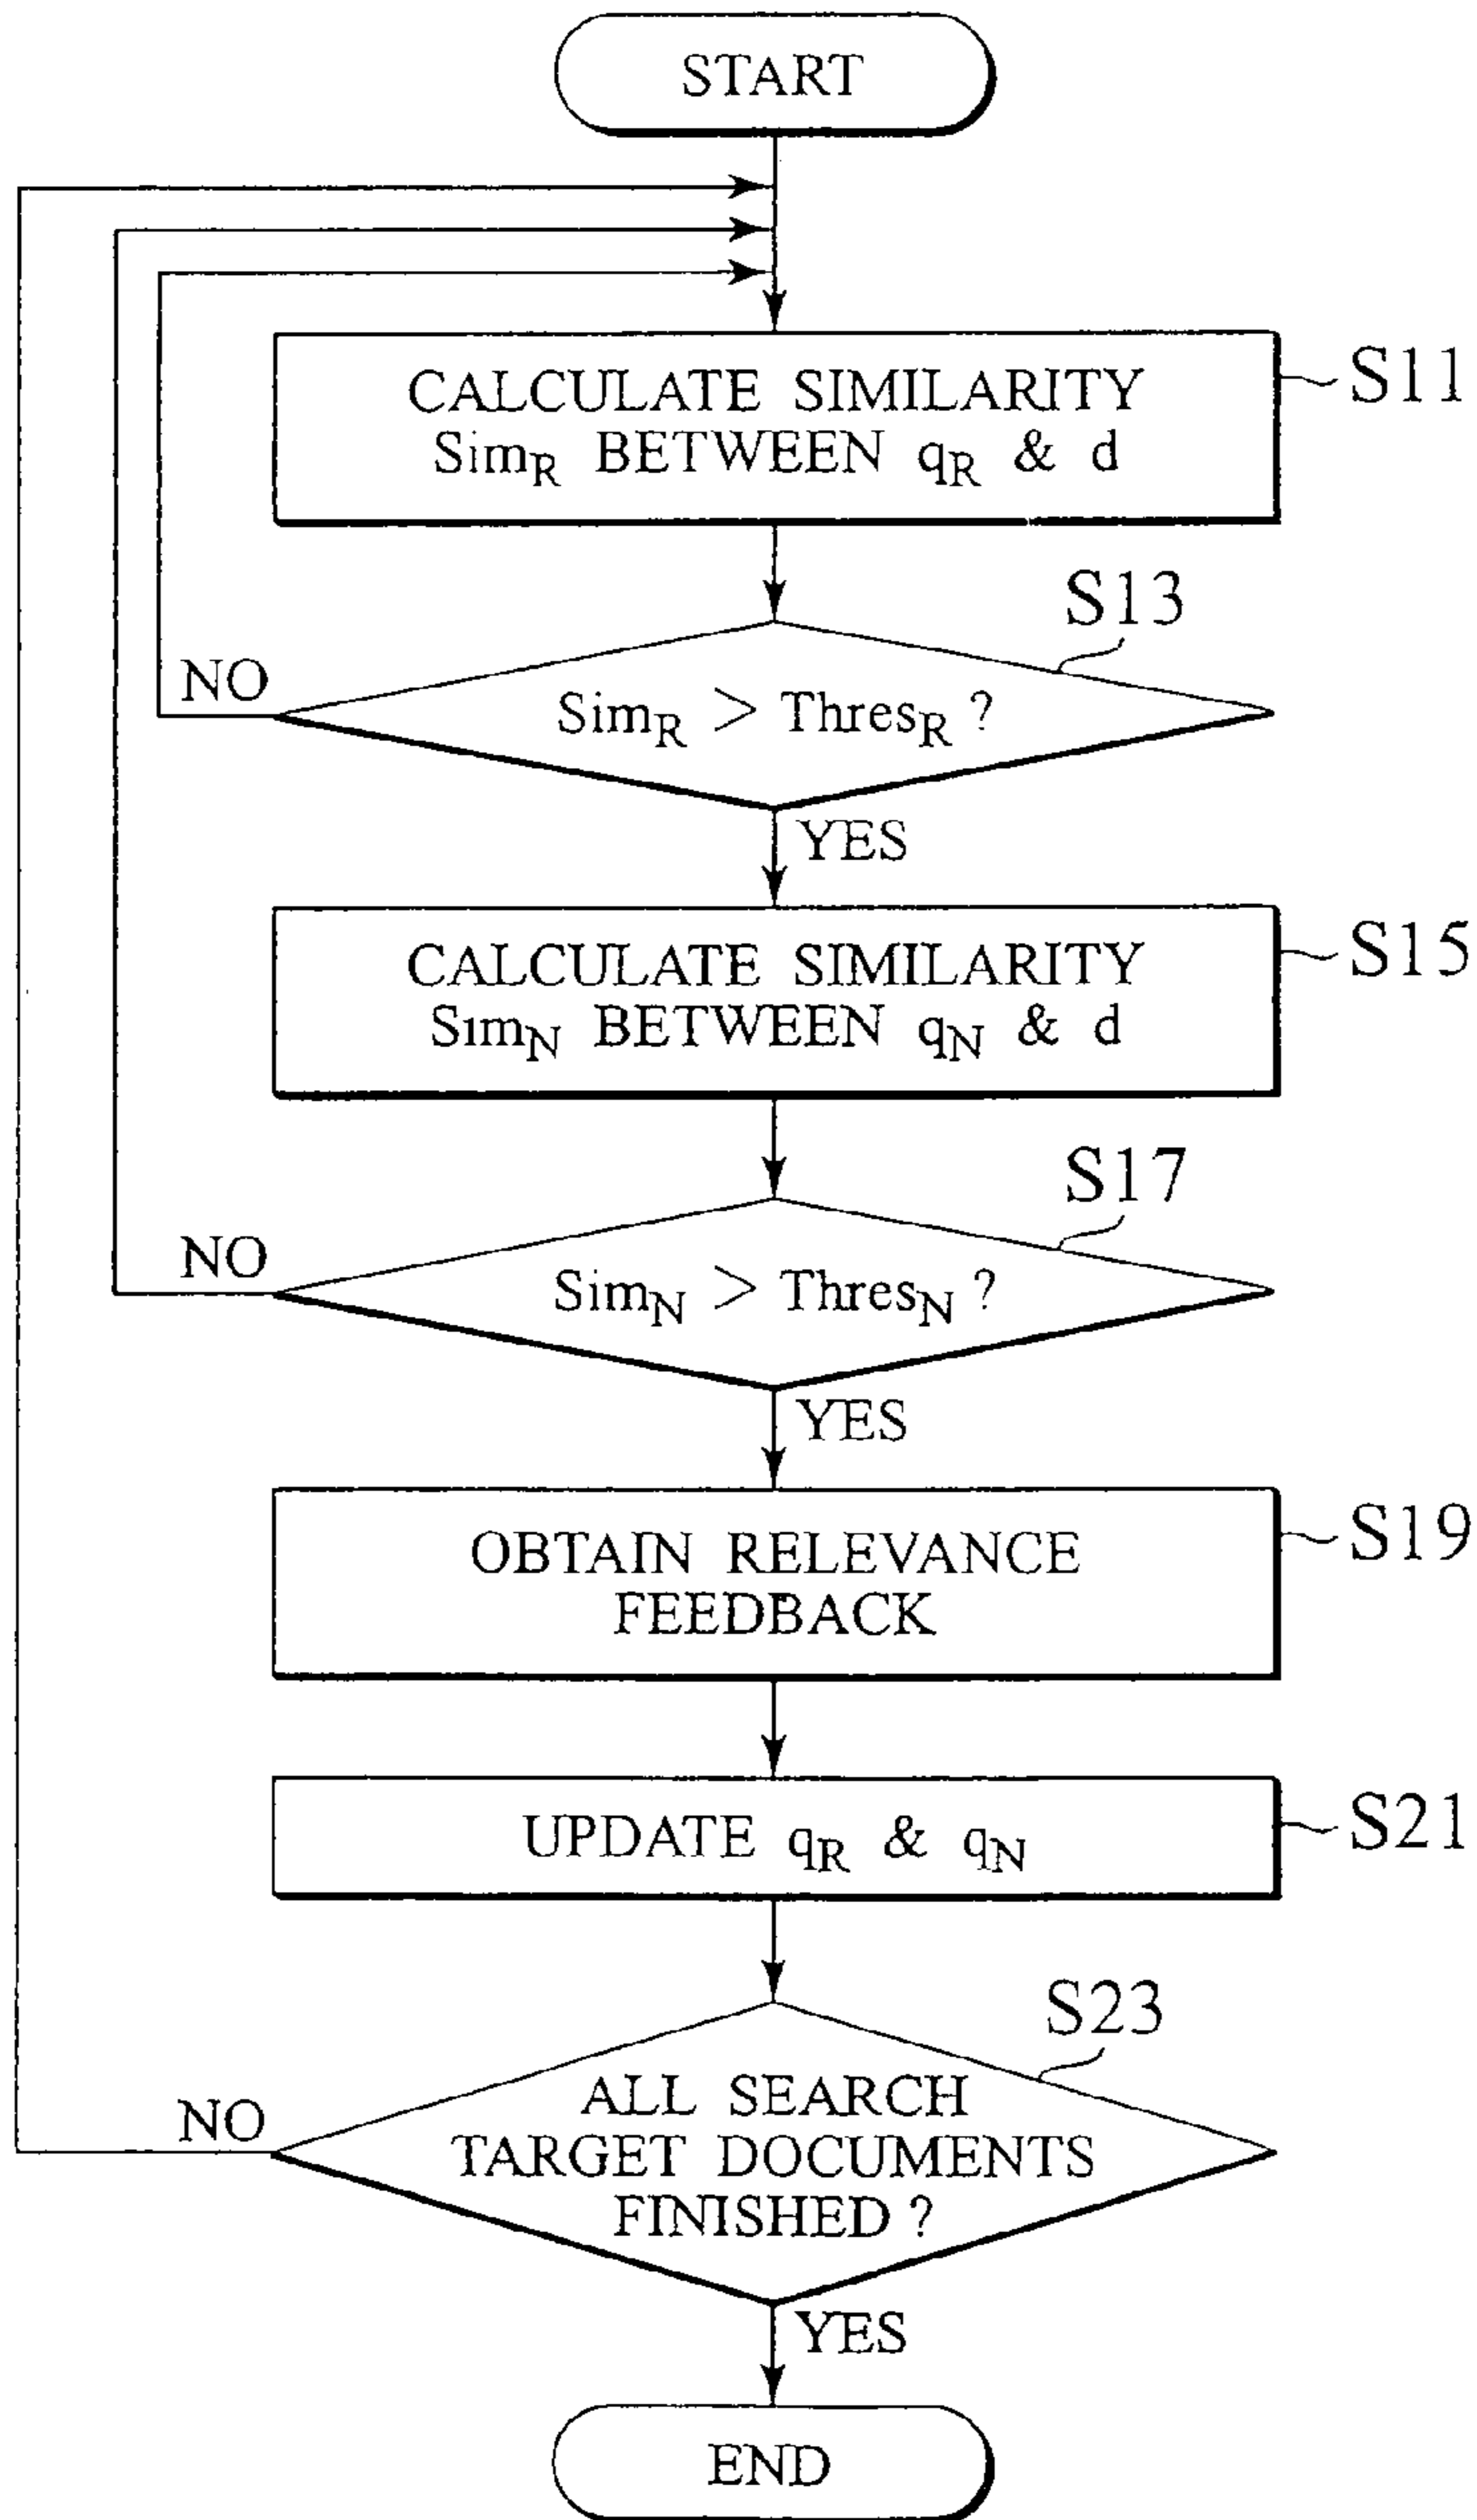 START
CALCULATE SIMILARITY
SimR BETWEEN qR & d
S11
S13
NO
SimR > ThresR ?
YES
CALCULATE SIMILARITY
SimN BETWEEN qN & d
S15
S17
NO
SimN > ThresN ?
YES
OBTAIN RELEVANCE
FEEDBACK
S19
UPDATE qR & qN
S21
S23
NO
ALL SEARCH
TARGET DOCUMENTS
FINISHED ?
YES
END